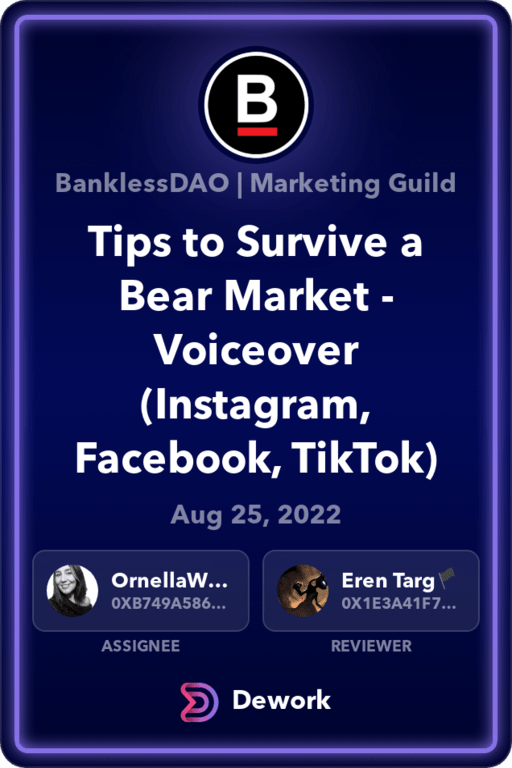 B
BanklessDAO | Marketing Guild
Tips to Survive a
Bear Market -
Voiceover
(Instagram,
Facebook, TikTok)
Aug 25, 2022
OrnellaW...
0XB749A586...
ASSIGNEE
Eren Targ🏴
0X1E3A41F7...
REVIEWER
Dework